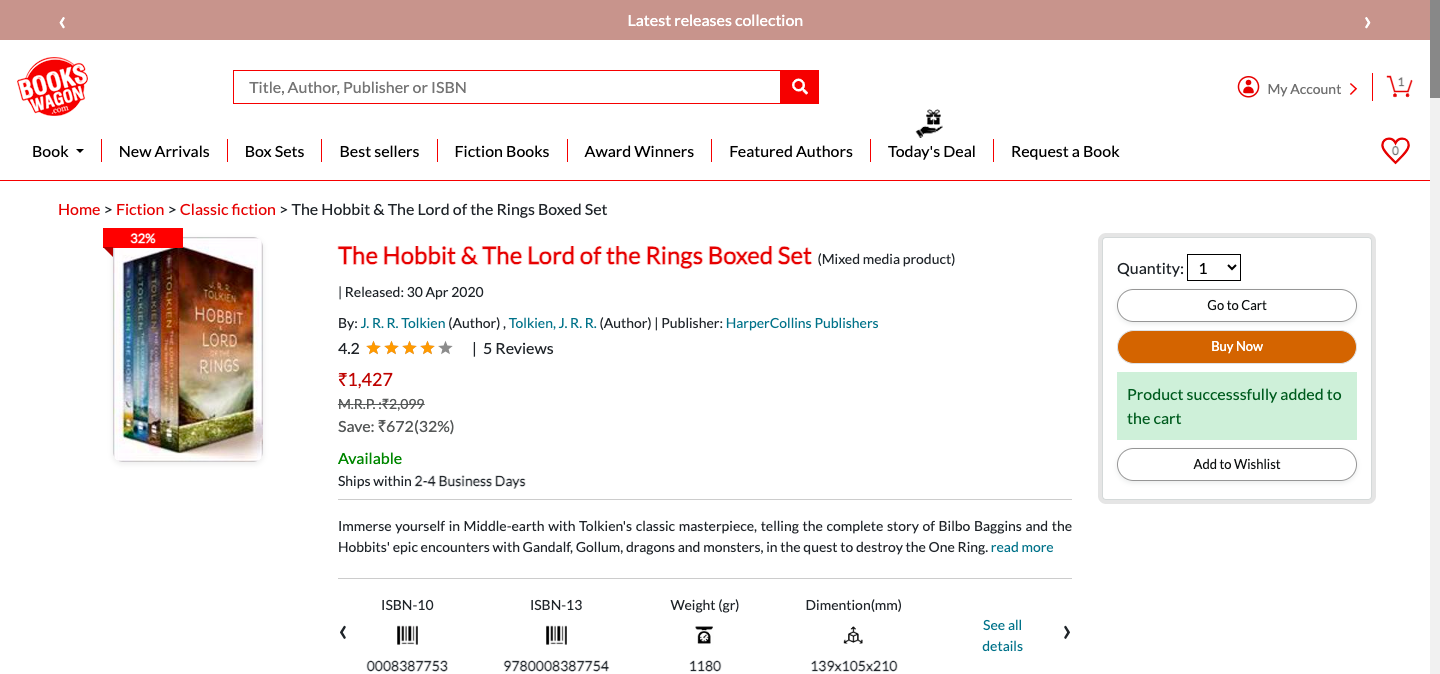 Latest releases collection
BOOKS
WAGON
.com
Title, Author, Publisher or ISBN
My Account
1
Book
New Arrivals
Box Sets
Best sellers
Fiction Books
Award Winners
Featured Authors
Today's Deal
Request a Book
0
Home > Fiction > Classic fiction > The Hobbit & The Lord of the Rings Boxed Set
32%
J. R. R.
TOLKIEN
HOBBIT
&
LORD
OF THE
RINGS
The Hobbit & The Lord of the Rings Boxed Set (Mixed media product)
| Released: 30 Apr 2020
By: J. R. R. Tolkien (Author) , Tolkien, J. R. R. (Author) | Publisher: HarperCollins Publishers
4.2 | 5 Reviews
₹1,427
M.R.P. :₹2,099
Save: ₹672(32%)
Available
Ships within 2-4 Business Days
Immerse yourself in Middle-earth with Tolkien's classic masterpiece, telling the complete story of Bilbo Baggins and the
Hobbits' epic encounters with Gandalf, Gollum, dragons and monsters, in the quest to destroy the One Ring. read more
ISBN-10
0008387753
ISBN-13
9780008387754
Weight (gr)
1180
Dimention(mm)
139x105x210
See all
details
Quantity: 1
Go to Cart
Buy Now
Product successsfully added to
the cart
Add to Wishlist